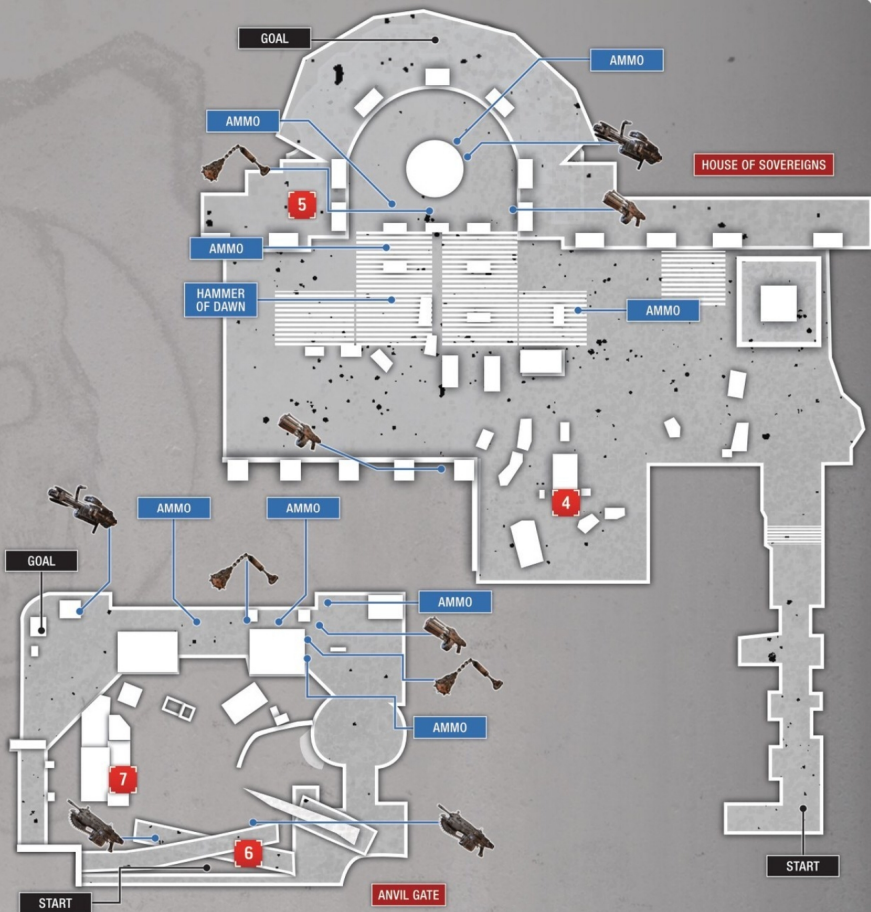 GOAL
AMMO
AMMO
HOUSE OF SOVEREIGNS
5
AMMO
HAMMER
OF DAWN
AMMO
4
AMMO
AMMO
GOAL
AMMO
AMMO
7
6
START
ANVIL GATE
START